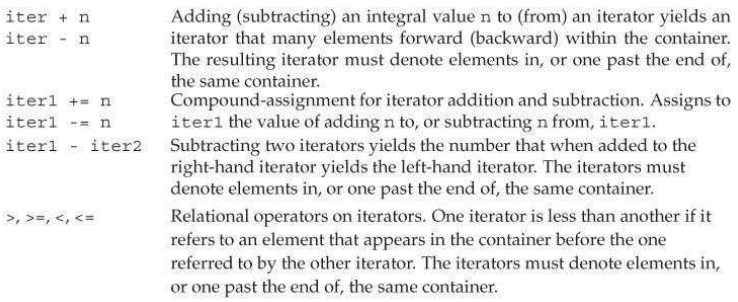 iter + n Adding (subtracting) an integral value n to (from) an iterator yields an
iter - n iterator that many elements forward (backward) within the container.
The resulting iterator must denote elements in, or one past the end of,
the same container.
iter1 += n Compound-assignment for iterator addition and subtraction. Assigns to
iter1 -= n iter1 the value of adding n to, or subtracting n from, iter1.
iter1 - iter2 Subtracting two iterators yields the number that when added to the
right-hand iterator yields the left-hand iterator. The iterators must
denote elements in, or one past the end of, the same container.
>, >=, <, <= Relational operators on iterators. One iterator is less than another if it
refers to an element that appears in the container before the one
referred to by the other iterator. The iterators must denote elements in,
or one past the end of, the same container.